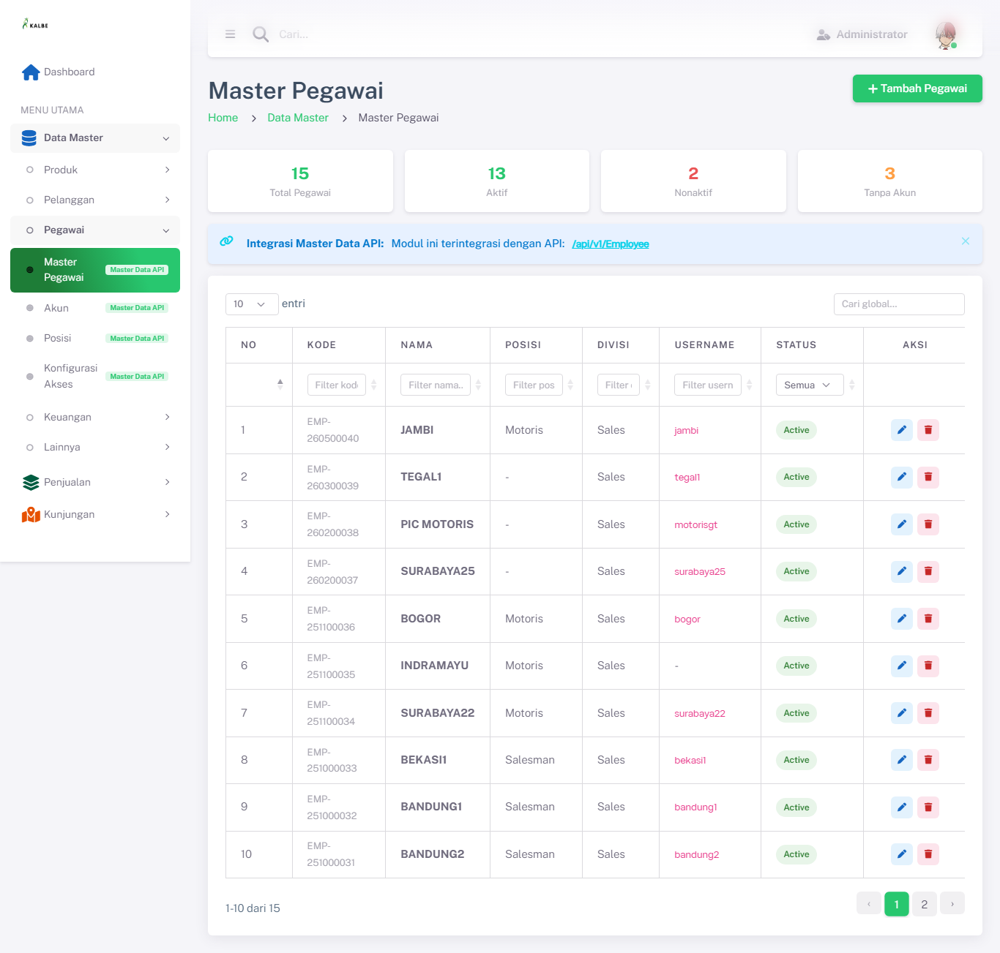 KALBE
Dashboard
MENU UTAMA
Data Master
Produk
Pelanggan
Pegawai
Master
Pegawai
Master Data API
Akun
Master Data API
Posisi
Master Data API
Konfigurasi
Akses
Master Data API
Keuangan
Lainnya
Penjualan
Kunjungan
Cari...
Administrator
Master Pegawai
+ Tambah Pegawai
Home > Data Master > Master Pegawai
15
Total Pegawai
13
Aktif
2
Nonaktif
3
Tanpa Akun
Integrasi Master Data API: Modul ini terintegrasi dengan API: /api/v1/Employee
10 entri
Cari global...
NO KODE NAMA POSISI DIVISI USERNAME STATUS AKSI
Filter kode Filter nama.. Filter pos Filter Filter usern Semua
1 EMP-
260500040 JAMBI Motoris Sales jambi Active
2 EMP-
260300039 TEGAL1 - Sales tegal1 Active
3 EMP-
260200038 PIC MOTORIS - Sales motorisgt Active
4 EMP-
260200037 SURABAYA25 - Sales surabaya25 Active
5 EMP-
251100036 BOGOR Motoris Sales bogor Active
6 EMP-
251100035 INDRAMAYU Motoris Sales - Active
7 EMP-
251100034 SURABAYA22 Motoris Sales surabaya22 Active
8 EMP-
251000033 BEKASI1 Salesman Sales bekasi1 Active
9 EMP-
251000032 BANDUNG1 Salesman Sales bandung1 Active
10 EMP-
251000031 BANDUNG2 Salesman Sales bandung2 Active
1-10 dari 15
‹ 1 2 ›